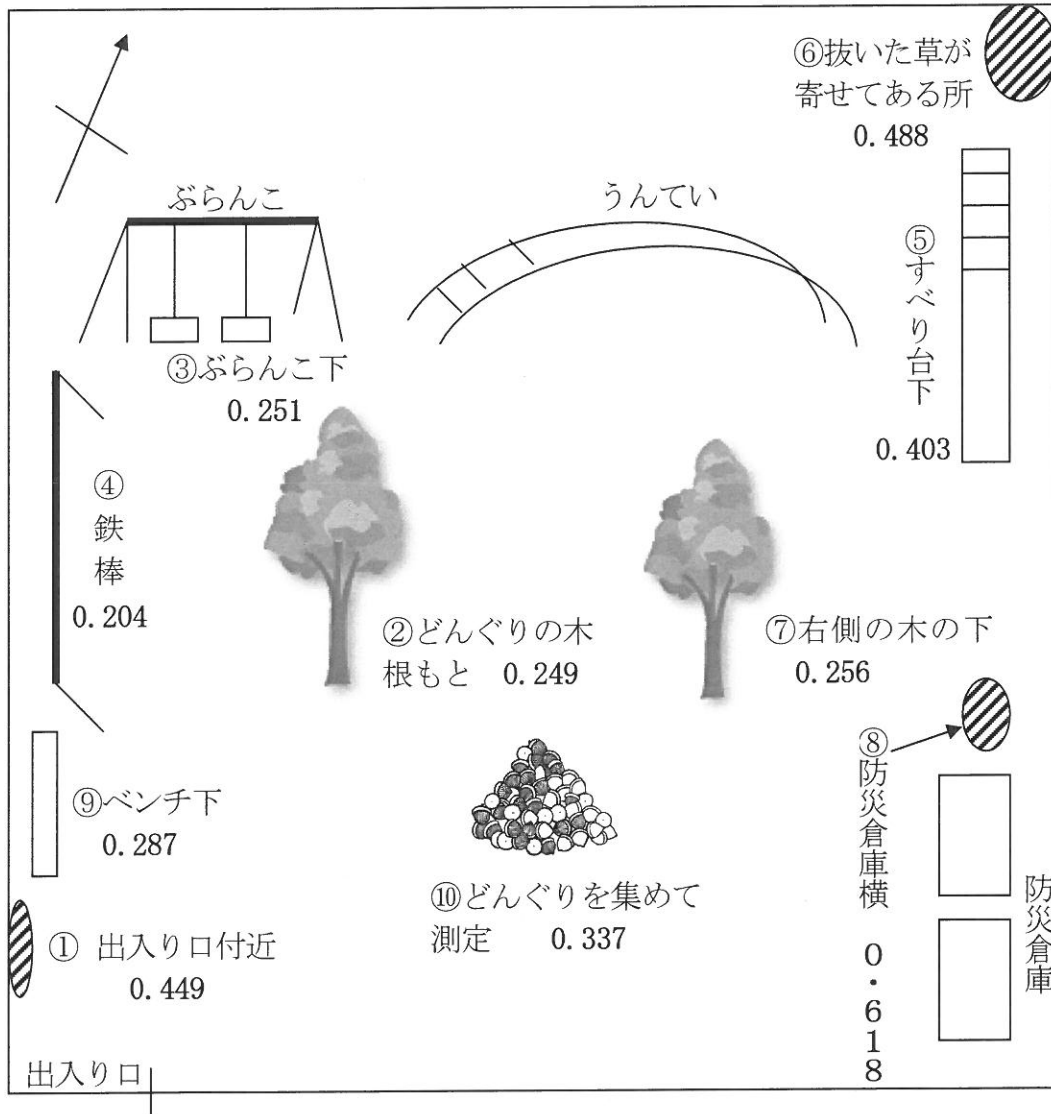 ⑥抜いた草が
寄せてある所
0.488
ぶらんこ
うんてい
⑤すべり台下
0.403
③ぶらんこ下
0.251
④鉄棒
0.204
②どんぐりの木
根もと 0.249
⑦右側の木の下
0.256
⑧防災倉庫横 0.618
防災倉庫
⑨ベンチ下
0.287
⑩どんぐりを集めて
測定 0.337
① 出入り口付近
0.449
出入り口